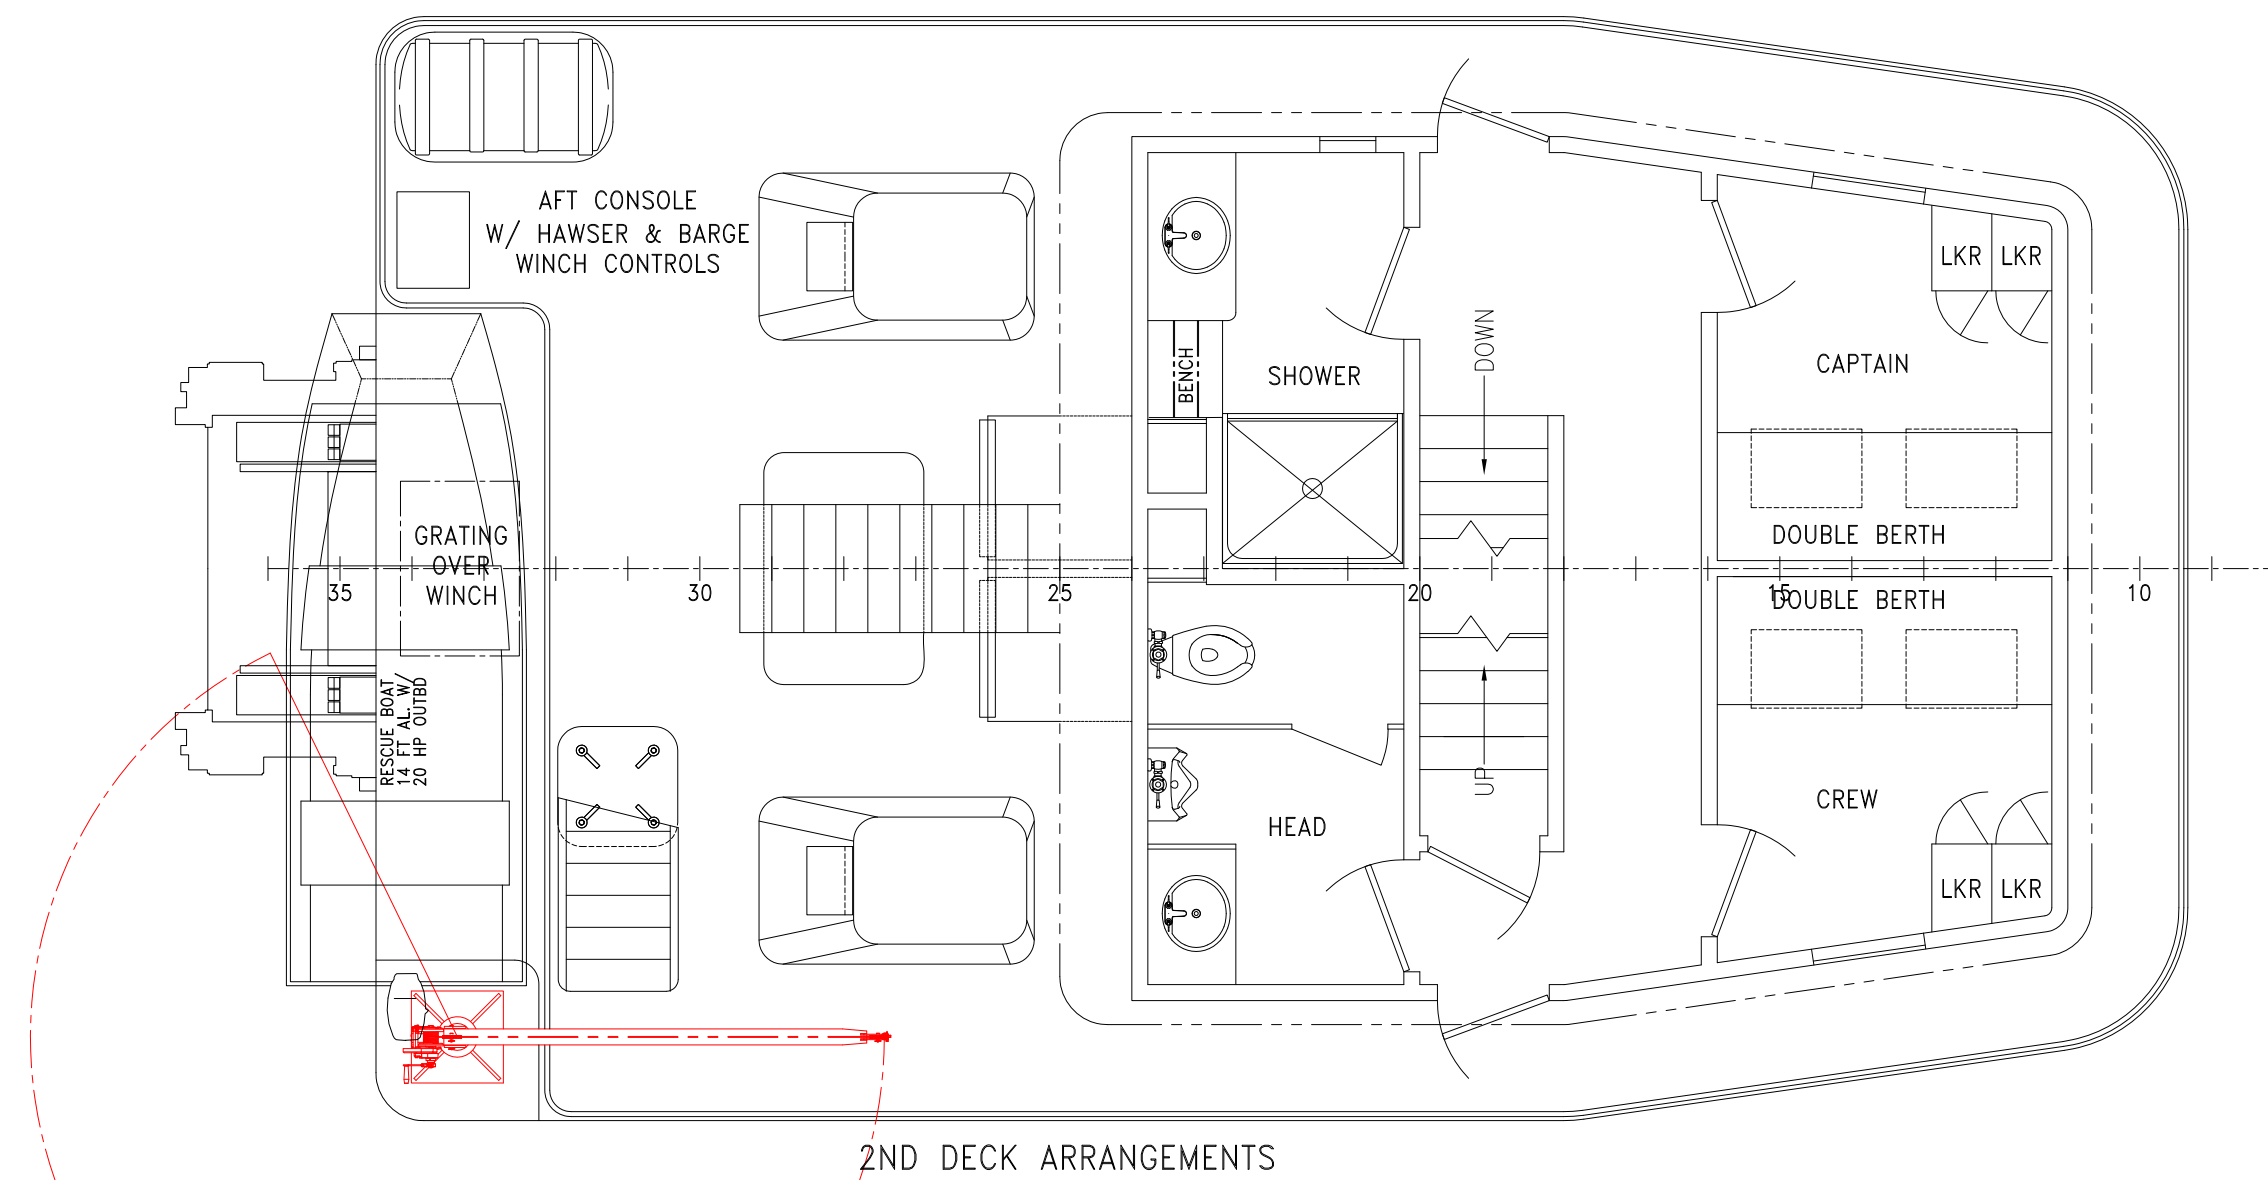 AFT CONSOLE
W/ HAWSER & BARGE
WINCH CONTROLS
LKR LKR
DOWN
BENCH
SHOWER
CAPTAIN
GRATING
OVER
WINCH
DOUBLE BERTH
35 30 25 20 15 10
DOUBLE BERTH
RESCUE BOAT
14 FT AL. W/
20 HP OUTBD
UP
CREW
HEAD
LKR LKR
2ND DECK ARRANGEMENTS